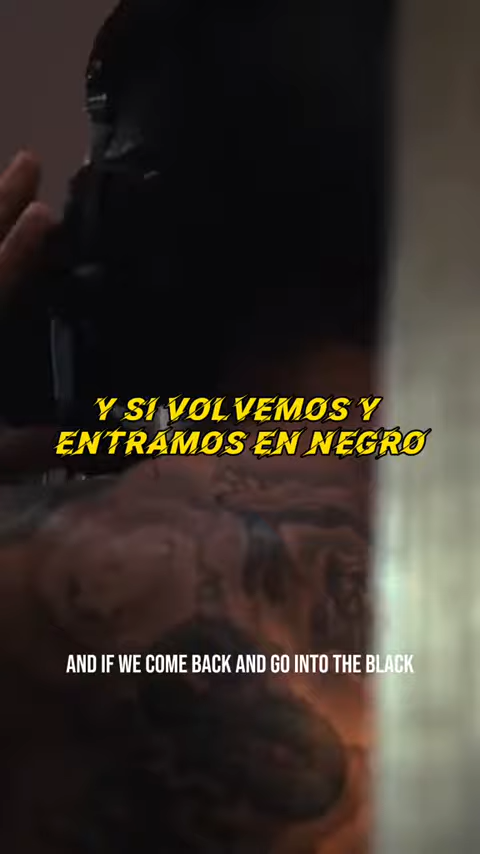 Y SI VOLVEMOS Y
ENTRAMOS EN NEGRO
AND IF WE COME BACK AND GO INTO THE BLACK